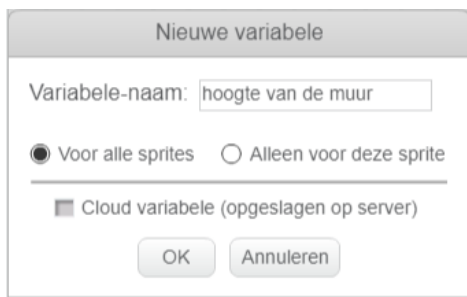 Nieuwe variabele
Variabele-naam: hoogte van de muur
Voor alle sprites Alleen voor deze sprite
Cloud variabele (opgeslagen op server)
OK Annuleren